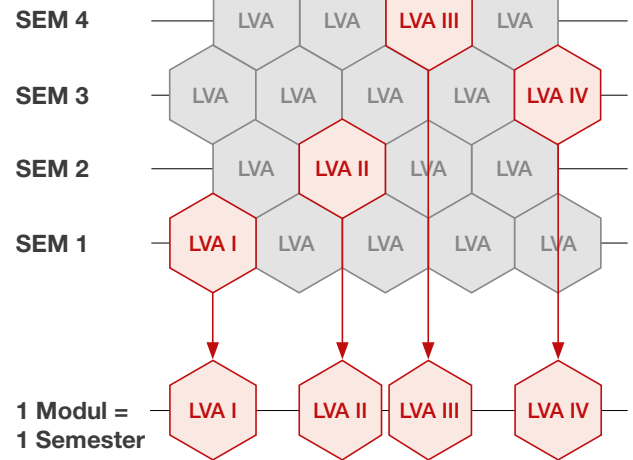 SEM 4 LVA LVA LVA III LVA
SEM 3 LVA LVA LVA LVA LVA IV
SEM 2 LVA LVA II LVA LVA
SEM 1 LVA I LVA LVA LVA LVA
1 Modul = LVA I LVA II LVA III LVA IV
1 Semester